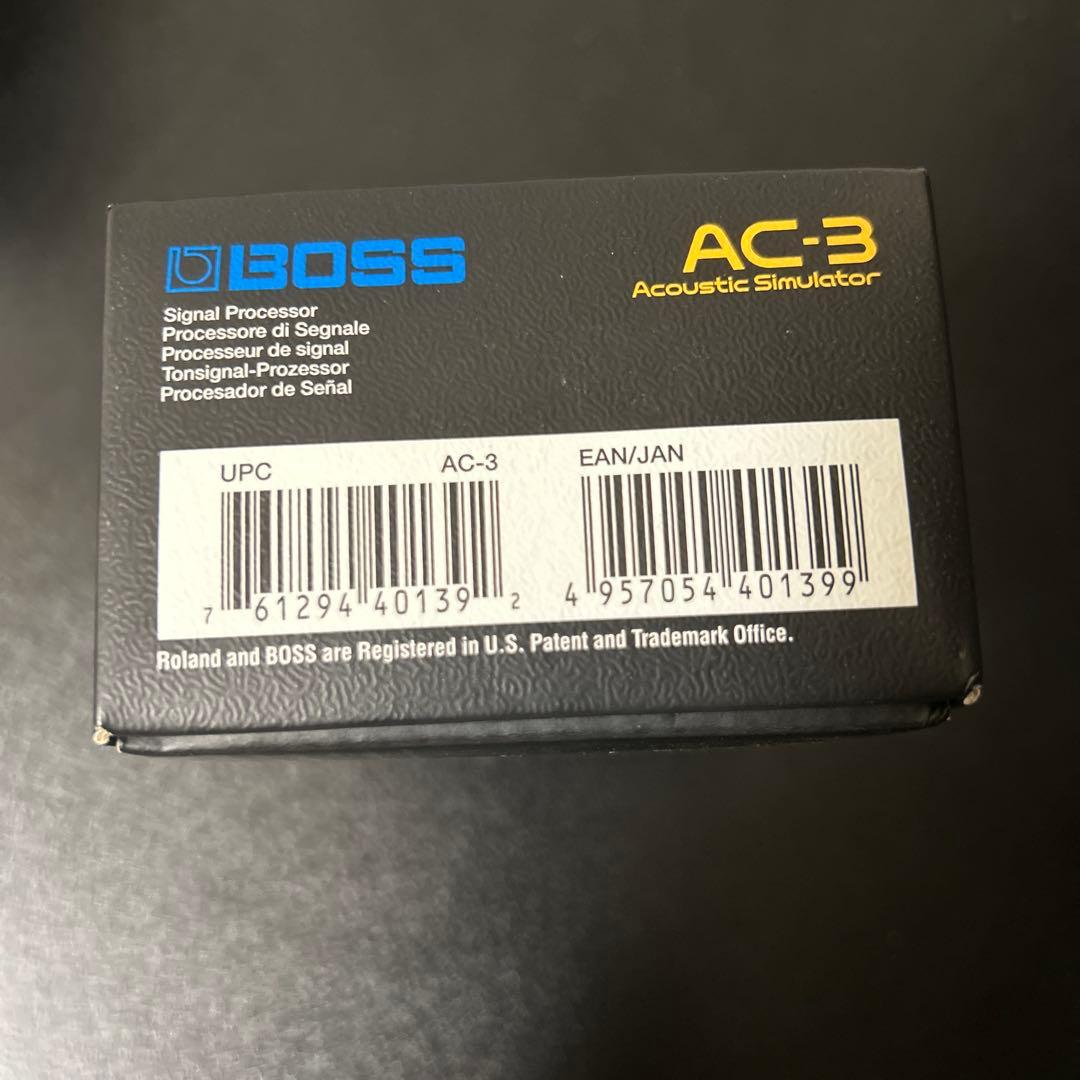 BOSS
AC-3
Acoustic Simulator
Signal Processor
Processore di Segnale
Processeur de signal
Tonsignal-Prozessor
Procesador de Señal
UPC AC-3
7 61294 40139 2
EAN/JAN
4 957054 401399
Roland and BOSS are Registered in U.S. Patent and Trademark Office.